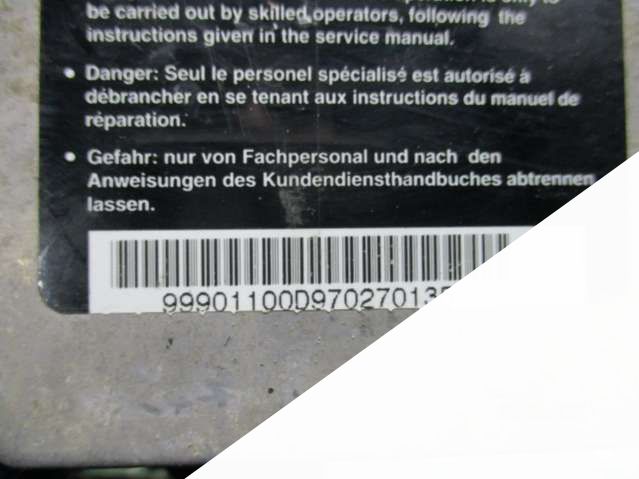 be carried out by skilled operators, following the
instructions given in the service manual.
• Danger: Seul le personel spécialisé est autorisé à
débrancher en se tenant aux instructions du manuel de
réparation.
• Gefahr: nur von Fachpersonal und nach den
Anweisungen des Kundendiensthandbuches abtrennen
lassen.
99901100D97027013